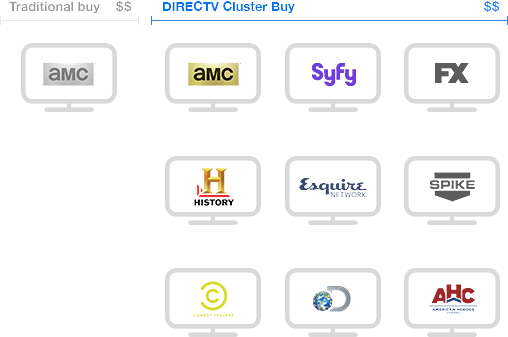 Traditional buy $$ DIRECTV Cluster Buy $$
aMC aMC Syfy FX
H Esquire SPIKE
HISTORY NETWORK
C D AHC
COMEDY CENTRAL AMERICAN HEROES